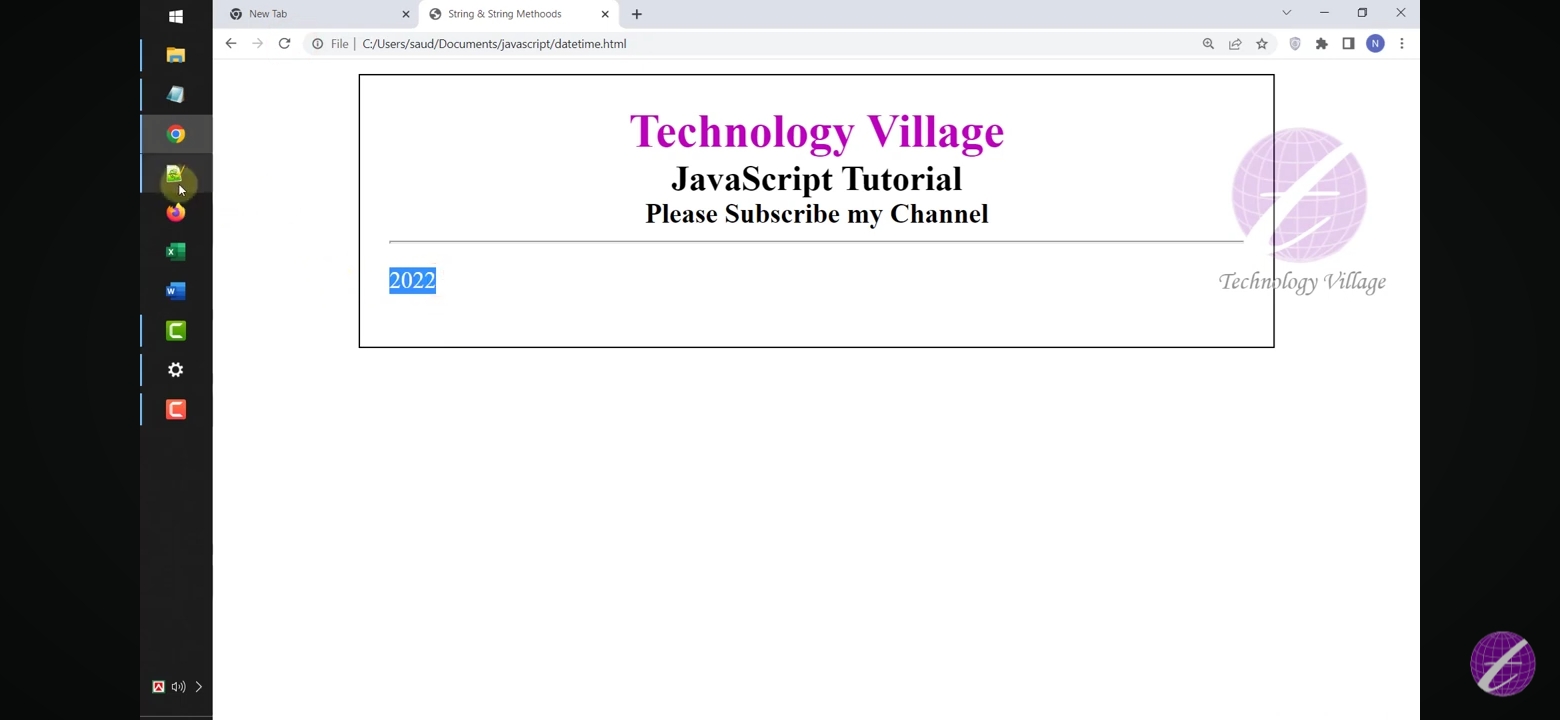 New Tab
String & String Methoods
File
C:/Users/saud/Documents/javascript/datetime.html
N
Technology Village
JavaScript Tutorial
Please Subscribe my Channel
2022
Technology Village